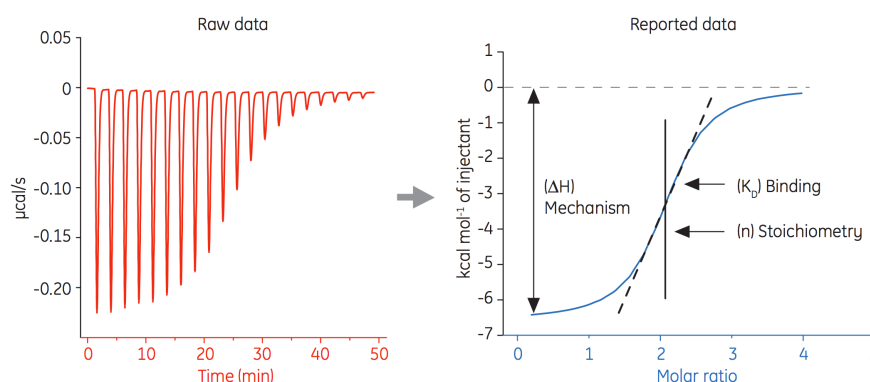 Raw data
0.05
0
-0.05
-0.10
-0.15
-0.20
µcal/s
0
10
20
30
40
50
Time (min)
Reported data
1
0
-1
-2
-3
-4
-5
-6
-7
kcal mol-1 of injectant
(ΔH)
Mechanism
(KD) Binding
(n) Stoichiometry
0
1
2
3
4
Molar ratio